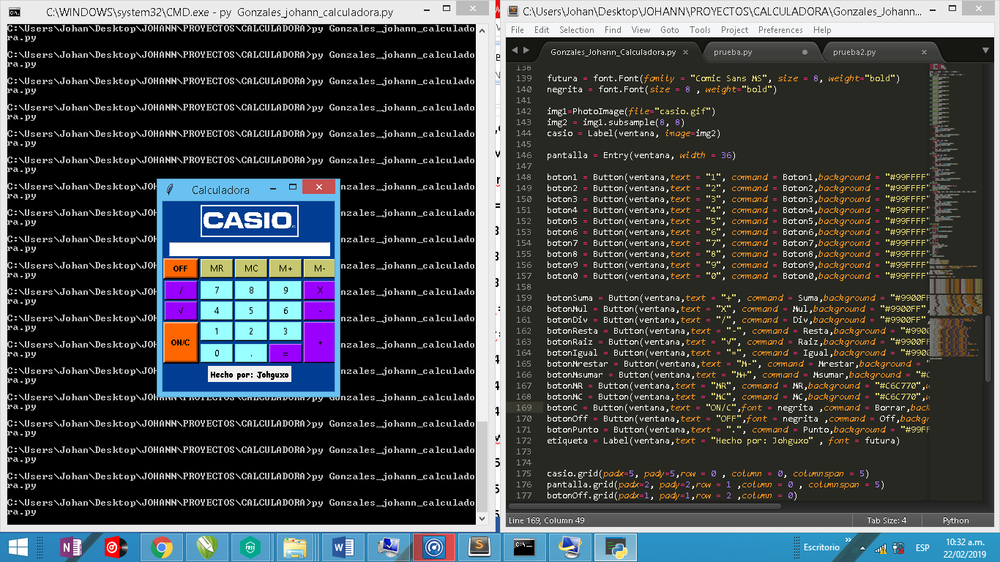 C:\WINDOWS\system32\CMD.exe - py  Gonzales_johann_calculadora.py
C:\Users\Johan\Desktop\JOHANN\PROYECTOS\CALCULADORA>py Gonzales_johann_calculado
ra.py
C:\Users\Johan\Desktop\JOHANN\PROYECTOS\CALCULADORA>py Gonzales_johann_calculado
ra.py
C:\Users\Johan\Desktop\JOHANN\PROYECTOS\CALCULADORA>py Gonzales_johann_calculado
ra.py
C:\Users\Johan\Desktop\JOHANN\PROYECTOS\CALCULADORA>py Gonzales_johann_calculado
ra.py
C:\Users\Johan\Desktop\JOHANN\PROYECTOS\CALCULADORA>py Gonzales_johann_calculado
ra.py
C:\Users\Johan\Desktop\JOHANN\PROYECTOS\CALCULADORA>py Gonzales_johann_calculado
ra.py
C:\Users\Johan\Desktop\JOH
Gonzales_johann_calculado
ra.py
C:\Users\Johan\Desktop\JOH
Gonzales_johann_calculado
ra.py
C:\Users\Johan\Desktop\JOH
Gonzales_johann_calculado
ra.py
C:\Users\Johan\Desktop\JOH
Gonzales_johann_calculado
ra.py
C:\Users\Johan\Desktop\JOH
Gonzales_johann_calculado
ra.py
C:\Users\Johan\Desktop\JOH
Gonzales_johann_calculado
ra.py
C:\Users\Johan\Desktop\JOH
Gonzales_johann_calculado
ra.py
C:\Users\Johan\Desktop\JOH
Gonzales_johann_calculado
ra.py
C:\Users\Johan\Desktop\JOHANN\PROYECTOS\CALCULADORA>py Gonzales_johann_calculado
ra.py
C:\Users\Johan\Desktop\JOHANN\PROYECTOS\CALCULADORA>py Gonzales_johann_calculado
ra.py
C:\Users\Johan\Desktop\JOHANN\PROYECTOS\CALCULADORA>py Gonzales_johann_calculado
ra.py
C:\Users\Johan\Desktop\JOHANN\PROYECTOS\CALCULADORA>py Gonzales_johann_calculado
ra.py
C:\Users\Johan\Desktop\JOHANN\PROYECTOS\CALCULADORA>py Gonzales_johann_calculado
ra.py
Calculadora
CASIO
OFF MR MC M+ M-
/ 7 8 9 X
√ 4 5 6 -
ON/C 1 2 3 +
0 . =
Hecho por: Johguxo
C:\Users\Johan\Desktop\JOHANN\PROYECTOS\CALCULADORA\Gonzales_Johann...
File Edit Selection Find View Goto Tools Project Preferences Help
Gonzales_Johann_Calculadora.py prueba.py prueba2.py
138
139 futura = font.Font(family = "Comic Sans MS", size = 8, weight="bold")
140 negrita = font.Font(size = 8 , weight="bold")
141
142 img1=PhotoImage(file="casio.gif")
143 img2 = img1.subsample(8, 8)
144 casio = Label(ventana, image=img2)
145
146 pantalla = Entry(ventana, width = 36)
147
148 boton1 = Button(ventana,text = "1", command = Boton1,background = "#99FFFF"
149 boton2 = Button(ventana,text = "2", command = Boton2,background = "#99FFFF"
150 boton3 = Button(ventana,text = "3", command = Boton3,background = "#99FFFF"
151 boton4 = Button(ventana,text = "4", command = Boton4,background = "#99FFFF"
152 boton5 = Button(ventana,text = "5", command = Boton5,background = "#99FFFF"
153 boton6 = Button(ventana,text = "6", command = Boton6,background = "#99FFFF"
154 boton7 = Button(ventana,text = "7", command = Boton7,background = "#99FFFF"
155 boton8 = Button(ventana,text = "8", command = Boton8,background = "#99FFFF"
156 boton9 = Button(ventana,text = "9", command = Boton9,background = "#99FFFF"
157 boton0 = Button(ventana,text = "0", command = Boton0,background = "#99FFFF"
158
159 botonSuma = Button(ventana,text = "+", command = Suma,background = "#9900FF
160 botonMul = Button(ventana,text = "X", command = Mul,background = "#9900FF"
161 botonDiv = Button(ventana,text = "/", command = Div,background = "#9900FF"
162 botonResta = Button(ventana,text = "-", command = Resta,background = "#9900
163 botonRaiz = Button(ventana,text = "√", command = Raiz,background = "#9900FF
164 botonIgual = Button(ventana,text = "=", command = Igual,background = "#9900
165 botonMrestar = Button(ventana,text = "M-", command = Mrestar,background =
166 botonMsumar = Button(ventana,text = "M+", command = Msumar,background = "#C
167 botonMR = Button(ventana,text = "MR", command = MR,background = "#C6C770",w
168 botonMC = Button(ventana,text = "MC", command = MC,background = "#C6C770",w
169 botonC = Button(ventana,text = "ON/C",font = negrita ,command = Borrar,back
170 botonOff = Button(ventana,text = "OFF",font = negrita ,command = Off,backgr
171 botonPunto = Button(ventana,text = ".", command = Punto,background = "#99FF
172 etiqueta = Label(ventana,text = "Hecho por: Johguxo" , font = futura)
173
174
175 casio.grid(padx=5, pady=5,row = 0 , column = 0, columnspan = 5)
176 pantalla.grid(padx=2, pady=2,row = 1 ,column = 0 , columnspan = 5)
177 botonOff.grid(padx=1, pady=1,row = 2 ,column = 0)
Line 169, Column 49 Tab Size: 4 Python
FREE
Escritorio » ESP 10:32 a.m.
22/02/2019